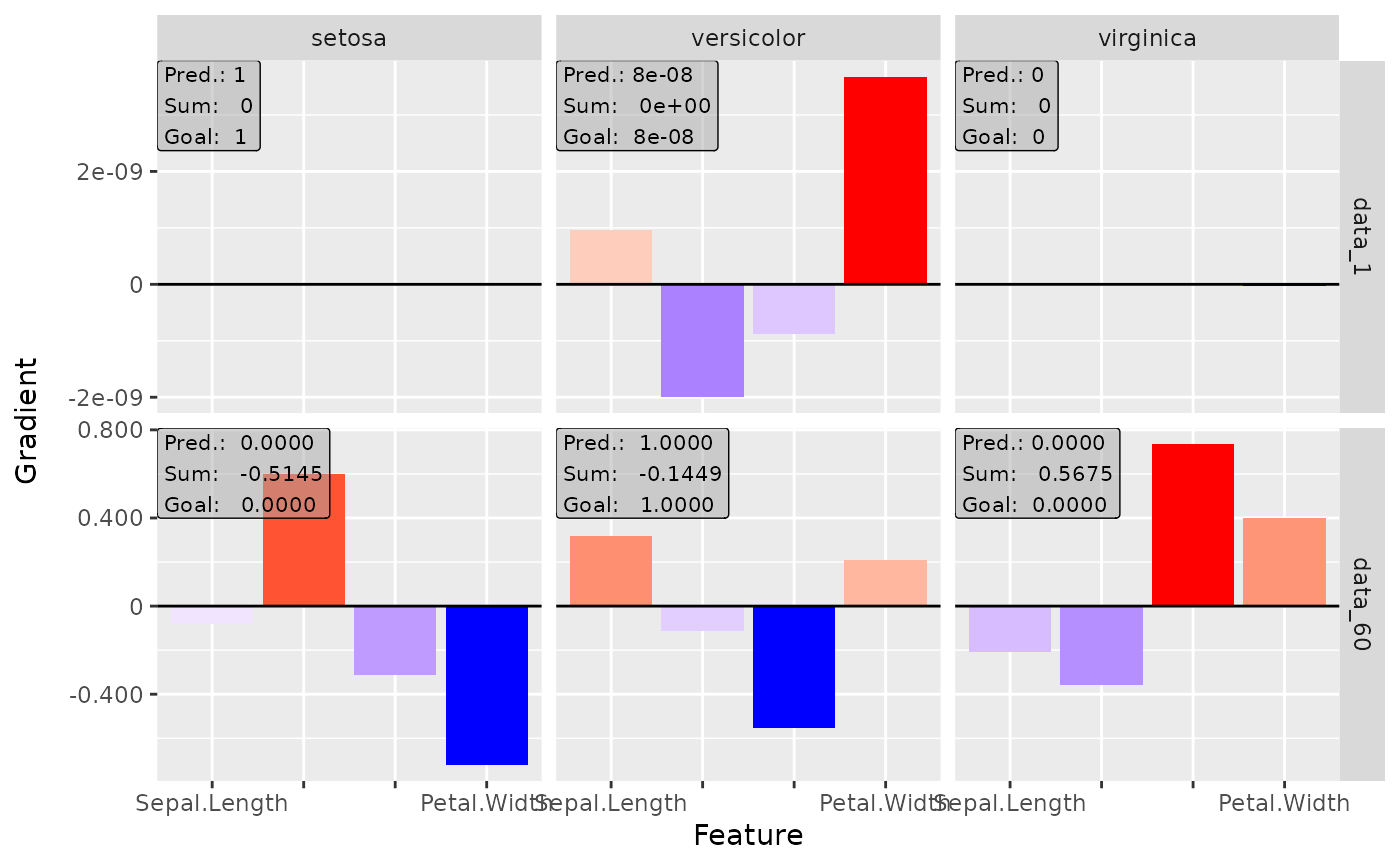 setosa
versicolor
virginica
Pred.: 1
Sum: 0
Goal: 1
Pred.: 8e-08
Sum: 0e+00
Goal: 8e-08
Pred.: 0
Sum: 0
Goal: 0
2e-09
0
-2e-09
data_1
Gradient
0.800
0.400
0
-0.400
Pred.: 0.0000
Sum: -0.5145
Goal: 0.0000
Pred.: 1.0000
Sum: -0.1449
Goal: 1.0000
Pred.: 0.0000
Sum: 0.5675
Goal: 0.0000
data_60
Sepal.Length
Petal.Width
Sepal.Length
Petal.Width
Sepal.Length
Petal.Width
Feature